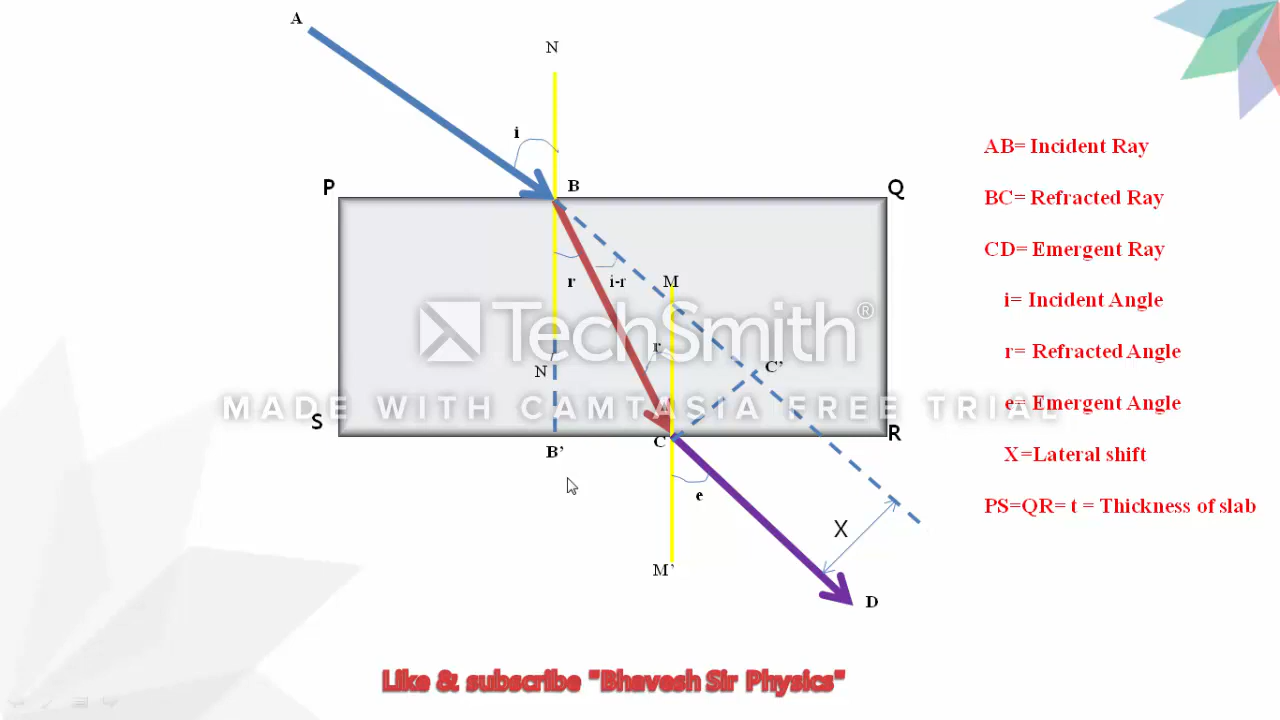 A
N
i
P
B
Q
r
i-r
M
r
N
C'
S
C
R
B'
e
X
M'
D
AB= Incident Ray
BC= Refracted Ray
CD= Emergent Ray
i= Incident Angle
r= Refracted Angle
e= Emergent Angle
X=Lateral shift
PS=QR= t = Thickness of slab
TechSmith®
MADE WITH CAMTASIA FREE TRIAL
Like & subscribe "Bhavesh Sir Physics"